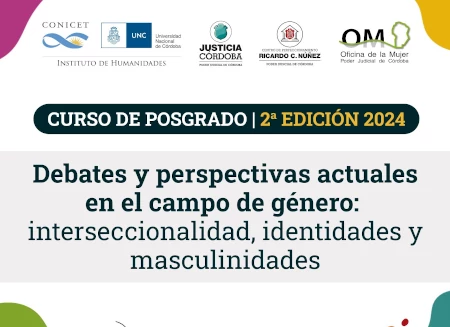 CONICET
UNC
Universidad
Nacional
de Córdoba
INSTITUTO DE HUMANIDADES
JUSTICIA
CÓRDOBA
PODER JUDICIAL DE CÓRDOBA
CENTRO DE PERFECCIONAMIENTO
RICARDO C. NÚÑEZ
PODER JUDICIAL DE CÓRDOBA
OM
Oficina de la Mujer
Poder Judicial de Córdoba
CURSO DE POSGRADO | 2ª EDICIÓN 2024
Debates y perspectivas actuales
en el campo de género:
interseccionalidad, identidades y
masculinidades